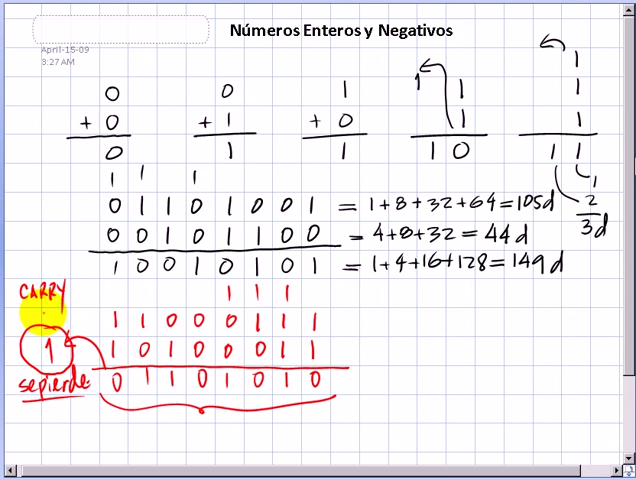 Números Enteros y Negativos
April-15-09
3:27 AM
0 0 1 1 1 1
+ 0 + 1 + 0 1 1
0 1 1 1 0 1 1
1 1 1 1
0 1 1 0 1 0 0 1 = 1+8+32+64=105d 2
0 0 1 0 1 1 0 0 = 4+8+32=44d 3d
1 0 0 1 0 1 0 1 = 1+4+16+128=149d
CARRY 1 1 1
1 1 0 0 0 1 1 1
1 1 0 1 0 0 0 1 1
se pierde 0 1 1 0 1 0 1 0